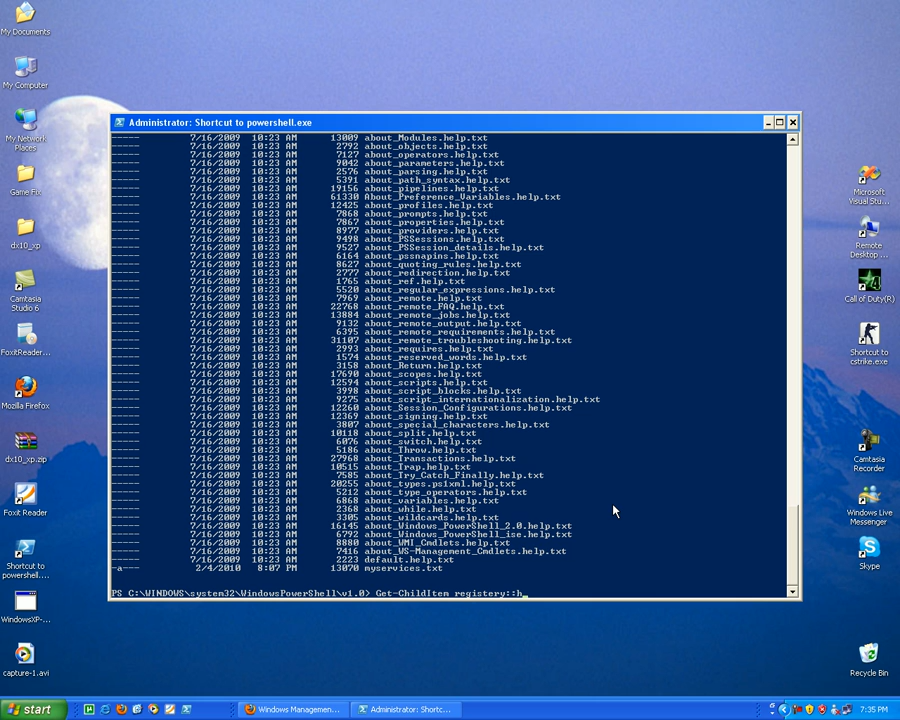 My Documents
My Computer
My Network
Places
Game Fix
dx10_xp
Camtasia
Studio 6
FoxitReader...
Mozilla Firefox
dx10_xp.zip
Foxit Reader
Shortcut to
powershell....
WindowsXP-...
capture-1.avi
Administrator: Shortcut to powershell.exe
----- 7/16/2009 10:23 AM 13009 about_Modules.help.txt
----- 7/16/2009 10:23 AM 2792 about_objects.help.txt
----- 7/16/2009 10:23 AM 7127 about_operators.help.txt
----- 7/16/2009 10:23 AM 9042 about_parameters.help.txt
----- 7/16/2009 10:23 AM 2576 about_parsing.help.txt
----- 7/16/2009 10:23 AM 5391 about_path_syntax.help.txt
----- 7/16/2009 10:23 AM 19156 about_pipelines.help.txt
----- 7/16/2009 10:23 AM 61330 About_Preference_Variables.help.txt
----- 7/16/2009 10:23 AM 12425 about_profiles.help.txt
----- 7/16/2009 10:23 AM 7868 about_prompts.help.txt
----- 7/16/2009 10:23 AM 7867 about_properties.help.txt
----- 7/16/2009 10:23 AM 8977 about_providers.help.txt
----- 7/16/2009 10:23 AM 9498 about_PSSessions.help.txt
----- 7/16/2009 10:23 AM 9527 about_PSSession_details.help.txt
----- 7/16/2009 10:23 AM 6164 about_pssnapins.help.txt
----- 7/16/2009 10:23 AM 8627 about_quoting_rules.help.txt
----- 7/16/2009 10:23 AM 2777 about_redirection.help.txt
----- 7/16/2009 10:23 AM 1765 about_ref.help.txt
----- 7/16/2009 10:23 AM 5520 about_regular_expressions.help.txt
----- 7/16/2009 10:23 AM 7969 about_remote.help.txt
----- 7/16/2009 10:23 AM 22768 about_remote_FAQ.help.txt
----- 7/16/2009 10:23 AM 13884 about_remote_jobs.help.txt
----- 7/16/2009 10:23 AM 9132 about_remote_output.help.txt
----- 7/16/2009 10:23 AM 6395 about_remote_requirements.help.txt
----- 7/16/2009 10:23 AM 31107 about_remote_troubleshooting.help.txt
----- 7/16/2009 10:23 AM 2993 about_requires.help.txt
----- 7/16/2009 10:23 AM 1574 about_reserved_words.help.txt
----- 7/16/2009 10:23 AM 3158 about_Return.help.txt
----- 7/16/2009 10:23 AM 17690 about_scopes.help.txt
----- 7/16/2009 10:23 AM 12594 about_scripts.help.txt
----- 7/16/2009 10:23 AM 3998 about_script_blocks.help.txt
----- 7/16/2009 10:23 AM 9275 about_script_internationalization.help.txt
----- 7/16/2009 10:23 AM 12260 about_Session_Configurations.help.txt
----- 7/16/2009 10:23 AM 12369 about_signing.help.txt
----- 7/16/2009 10:23 AM 3807 about_special_characters.help.txt
----- 7/16/2009 10:23 AM 10118 about_split.help.txt
----- 7/16/2009 10:23 AM 6076 about_switch.help.txt
----- 7/16/2009 10:23 AM 5186 about_Throw.help.txt
----- 7/16/2009 10:23 AM 27968 about_Transactions.help.txt
----- 7/16/2009 10:23 AM 10515 about_Trap.help.txt
----- 7/16/2009 10:23 AM 7585 about_Try_Catch_Finally.help.txt
----- 7/16/2009 10:23 AM 20255 about_types.ps1xml.help.txt
----- 7/16/2009 10:23 AM 5212 about_type_operators.help.txt
----- 7/16/2009 10:23 AM 6868 about_variables.help.txt
----- 7/16/2009 10:23 AM 2368 about_while.help.txt
----- 7/16/2009 10:23 AM 3305 about_wildcards.help.txt
----- 7/16/2009 10:23 AM 16145 about_Windows_PowerShell_2.0.help.txt
----- 7/16/2009 10:23 AM 6792 about_Windows_PowerShell_ise.help.txt
----- 7/16/2009 10:23 AM 8880 about_WMI_Cmdlets.help.txt
----- 7/16/2009 10:23 AM 7416 about_WS-Management_Cmdlets.help.txt
----- 7/16/2009 10:23 AM 2223 default.help.txt
-a--- 2/4/2010 8:07 PM 13070 myservices.txt
PS C:\WINDOWS\system32\WindowsPowerShell\v1.0> Get-ChildItem registery::h_
Microsoft
Visual Stu...
Remote
Desktop ...
Call of Duty(R)
Shortcut to
cstrike.exe
Camtasia
Recorder
Windows Live
Messenger
Skype
Recycle Bin
start
Windows Managemen...
Administrator: Shortc...
7:35 PM